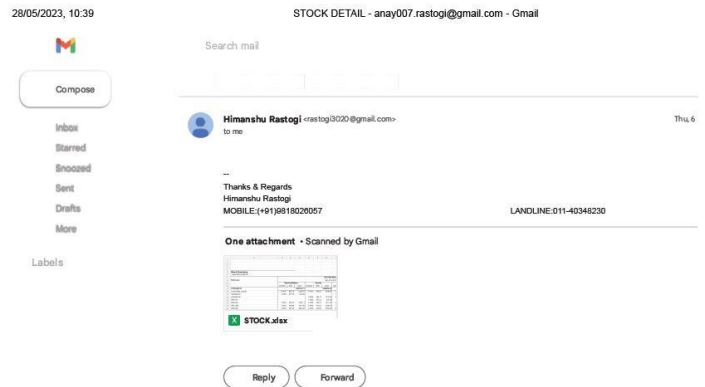 28/05/2023, 10:39 STOCK DETAIL - anay007.rastogi@gmail.com - Gmail
Search mail
Compose
Inbox
Starred
Snoozed
Sent
Drafts
More
Labels
Himanshu Rastogi <rastogi3020@gmail.com> Thu, 6
to me
--
Thanks & Regards
Himanshu Rastogi
MOBILE:(+91)9818026057 LANDLINE:011-40348230
One attachment • Scanned by Gmail
X STOCK.xlsx
Reply Forward